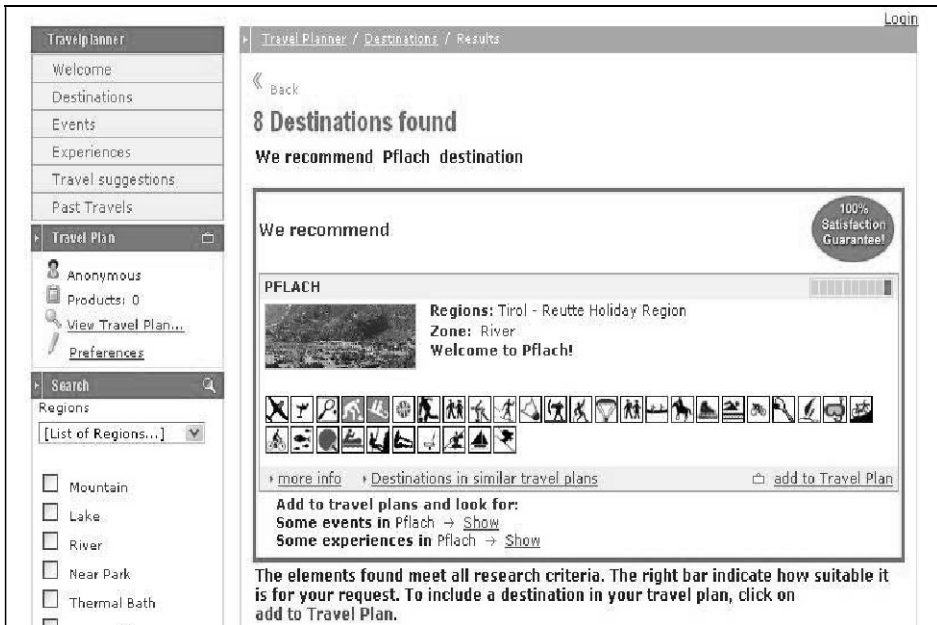 Login
Travelplanner
Welcome
Destinations
Events
Experiences
Travel suggestions
Past Travels
Travel Plan
Anonymous
Products: 0
View Travel Plan...
Preferences
Search
Regions
[List of Regions...]
Mountain
Lake
River
Near Park
Thermal Bath
Travel Planner / Destinations / Results
« Back
8 Destinations found
We recommend Pflach destination
We recommend
100%
Satisfaction
Guarantee!
PFLACH
Regions: Tirol - Reutte Holiday Region
Zone: River
Welcome to Pflach!
more info
Destinations in similar travel plans
add to Travel Plan
Add to travel plans and look for:
Some events in Pflach → Show
Some experiences in Pflach → Show
The elements found meet all research criteria. The right bar indicate how suitable it
is for your request. To include a destination in your travel plan, click on
add to Travel Plan.